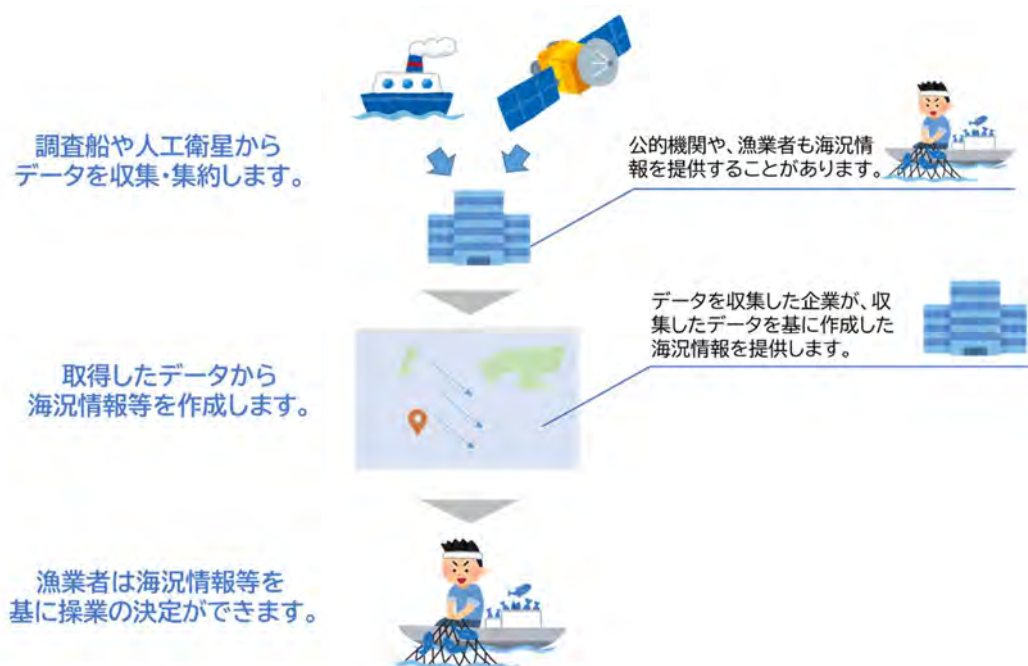 調査船や人工衛星から
データを収集・集約します。
公的機関や、漁業者も海況情
報を提供することがあります。
データを収集した企業が、収
集したデータを基に作成した
海況情報を提供します。
取得したデータから
海況情報等を作成します。
漁業者は海況情報等を
基に操業の決定ができます。